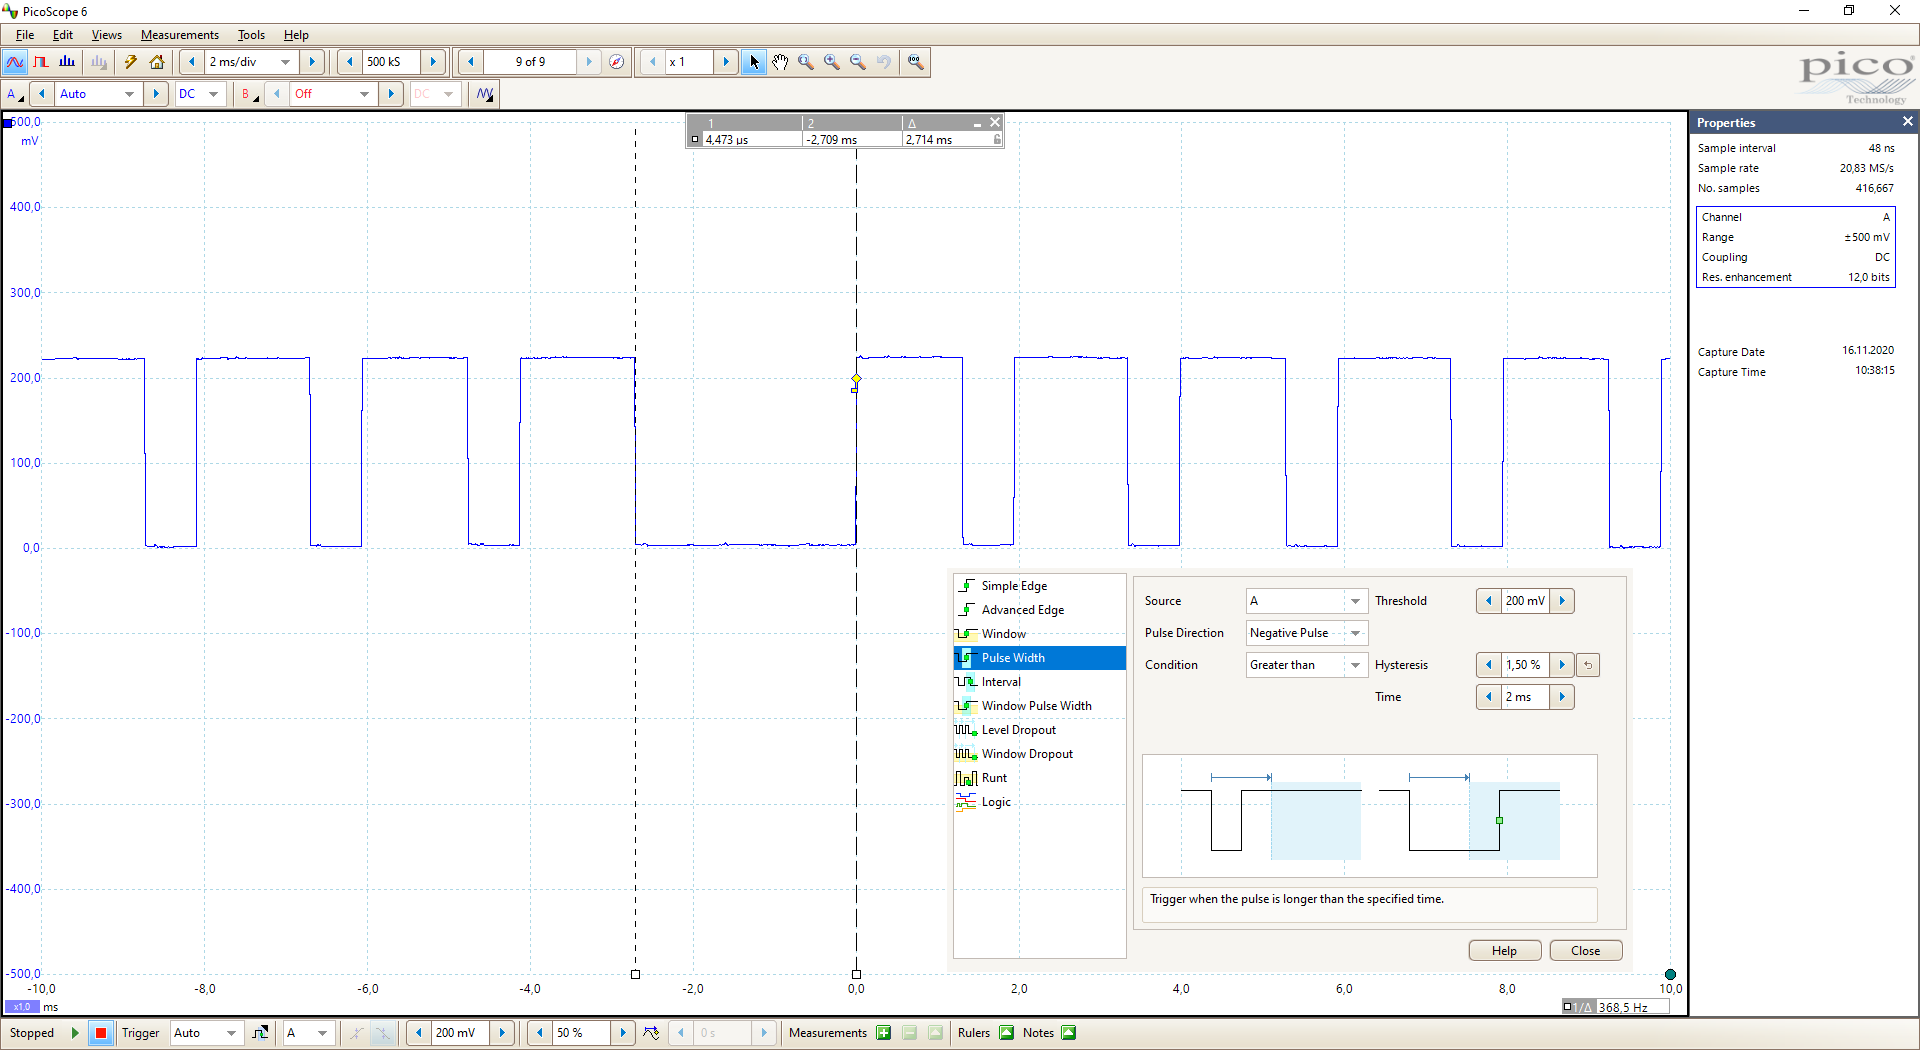 PicoScope 6
File Edit Views Measurements Tools Help
2 ms/div 500 kS 9 of 9 x 1
pico
Technology
A Auto DC B Off DC
500,0
mV
400,0
300,0
200,0
100,0
0,0
-100,0
-200,0
-300,0
-400,0
-500,0
1 2 Δ
4,473 µs -2,709 ms 2,714 ms
Properties
Sample interval 48 ns
Sample rate 20,83 MS/s
No. samples 416,667
Channel A
Range ±500 mV
Coupling DC
Res. enhancement 12,0 bits
Capture Date 16.11.2020
Capture Time 10:38:15
Simple Edge
Advanced Edge
Window
Pulse Width
Interval
Window Pulse Width
Level Dropout
Window Dropout
Runt
Logic
Source A Threshold 200 mV
Pulse Direction Negative Pulse
Condition Greater than Hysteresis 1,50 %
Time 2 ms
Trigger when the pulse is longer than the specified time.
Help Close
-10,0 -8,0 -6,0 -4,0 -2,0 0,0 2,0 4,0 6,0 8,0 10,0
x1.0 ms
1/Δ 368,5 Hz
Stopped Trigger Auto A 200 mV 50 % 0 s Measurements Rulers Notes